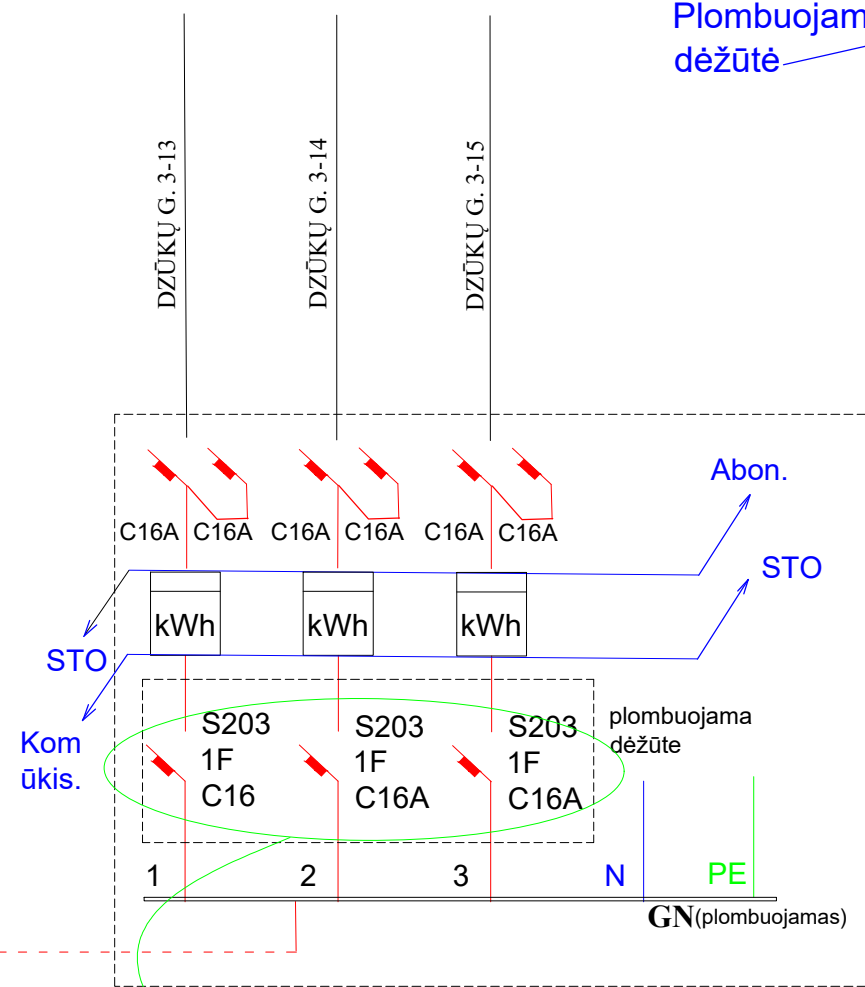 Plombuojam
dėžūtė
DZŪKŲ G. 3-13
DZŪKŲ G. 3-14
DZŪKŲ G. 3-15
Abon.
C16A C16A C16A C16A C16A C16A
STO
kWh kWh kWh
STO
Kom
ūkis.
S203
1F
C16
S203
1F
C16A
S203
1F
C16A
plombuojama
dėžūte
1 2 3 N PE
GN(plombuojamas)